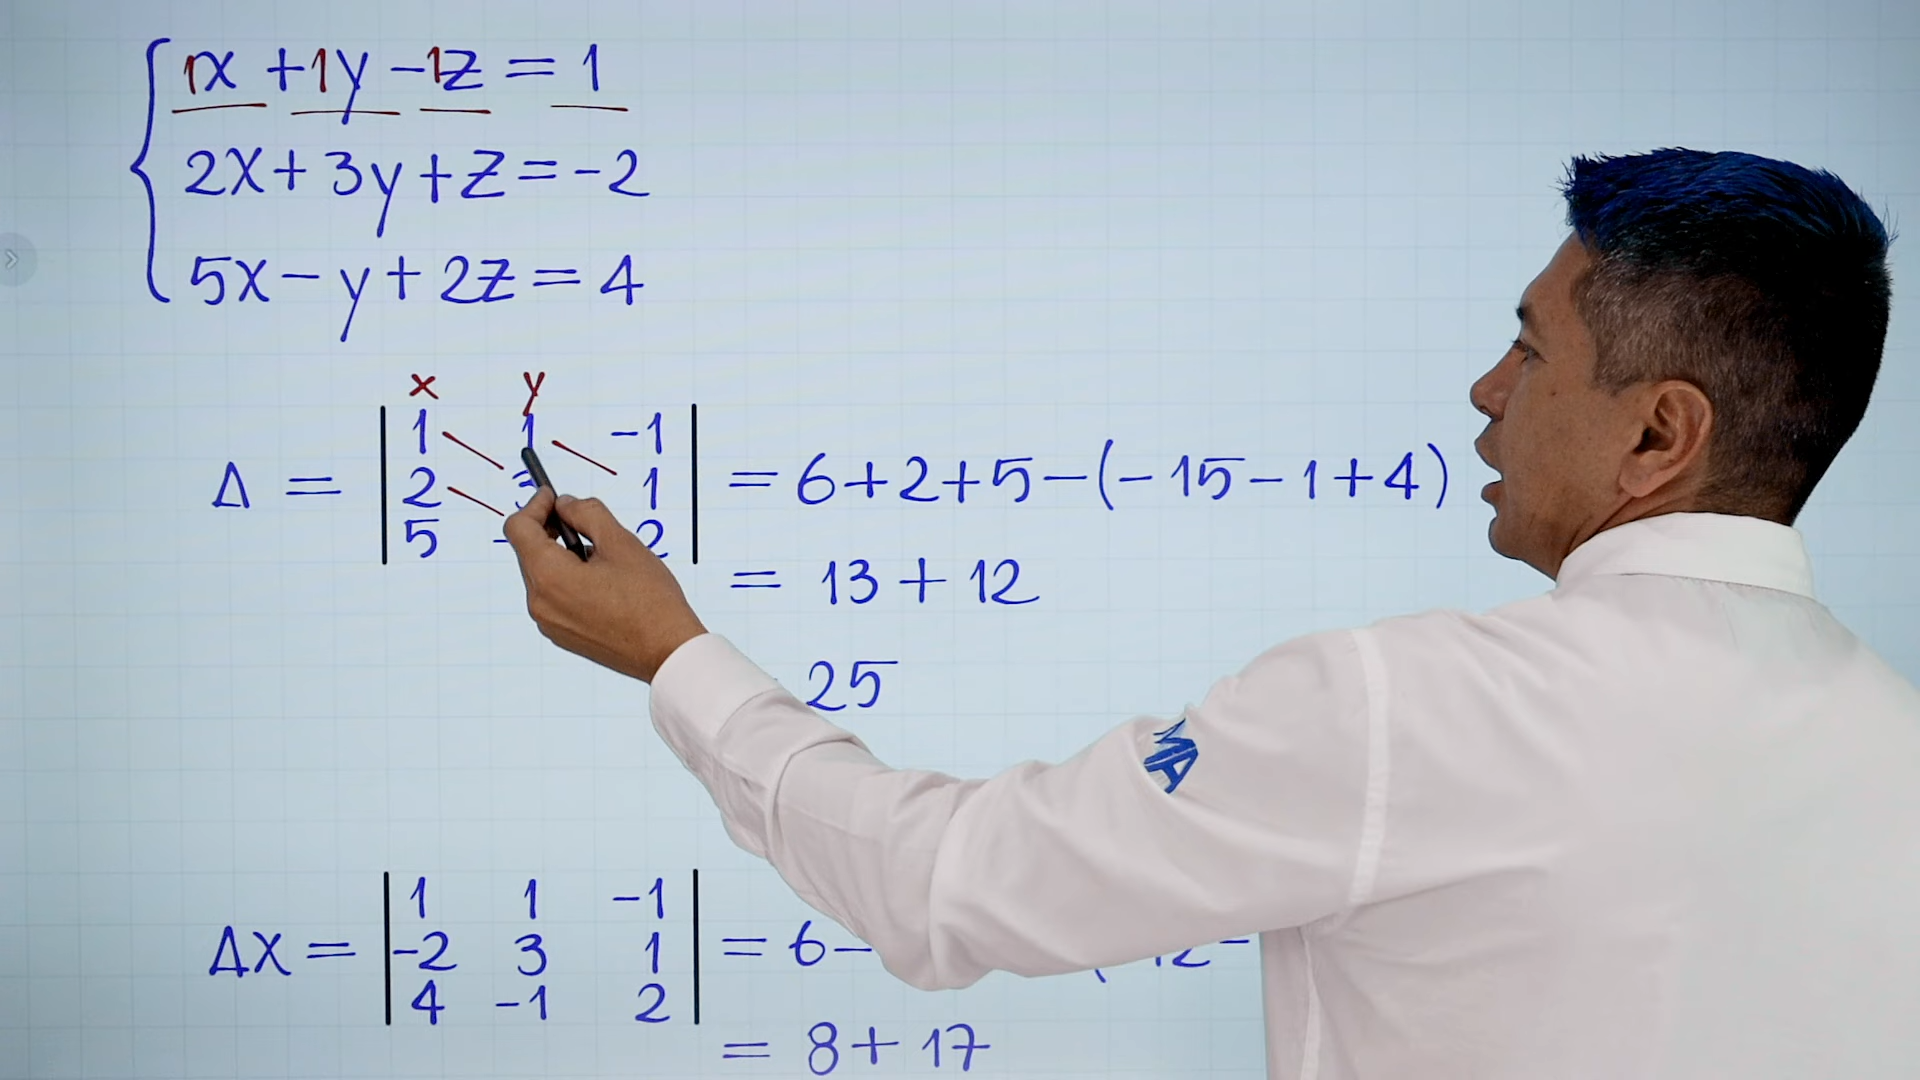 1x + 1y - 1z = 1
2x + 3y + z = -2
5x - y + 2z = 4
x y
1 1 -1
Δ = 2 3 1 = 6 + 2 + 5 - (- 15 - 1 + 4)
5 - 2
= 13 + 12
25
1 1 -1
Δx = -2 3 1 = 6 -
4 -1 2
= 8 + 17
MA